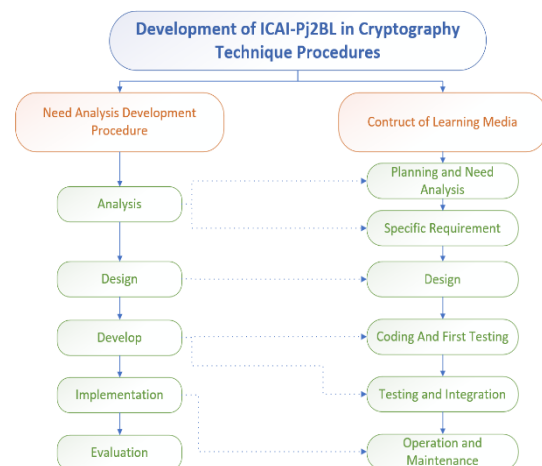 Development of ICAI-Pj2BL in Cryptography
Technique Procedures
Need Analysis Development
Procedure
Contruct of Learning Media
Analysis
Design
Develop
Implementation
Evaluation
Planning and Need
Analysis
Specific Requirement
Design
Coding And First Testing
Testing and Integration
Operation and
Maintenance